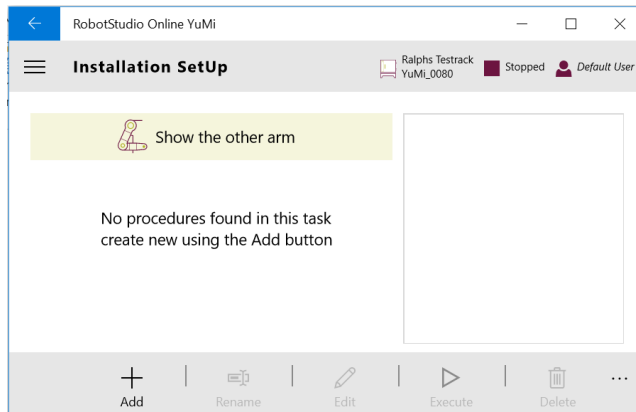 RobotStudio Online YuMi
Installation SetUp
Ralphs Testrack
YuMi_0080
Stopped
Default User
Show the other arm
No procedures found in this task
create new using the Add button
Add
Rename
Edit
Execute
Delete